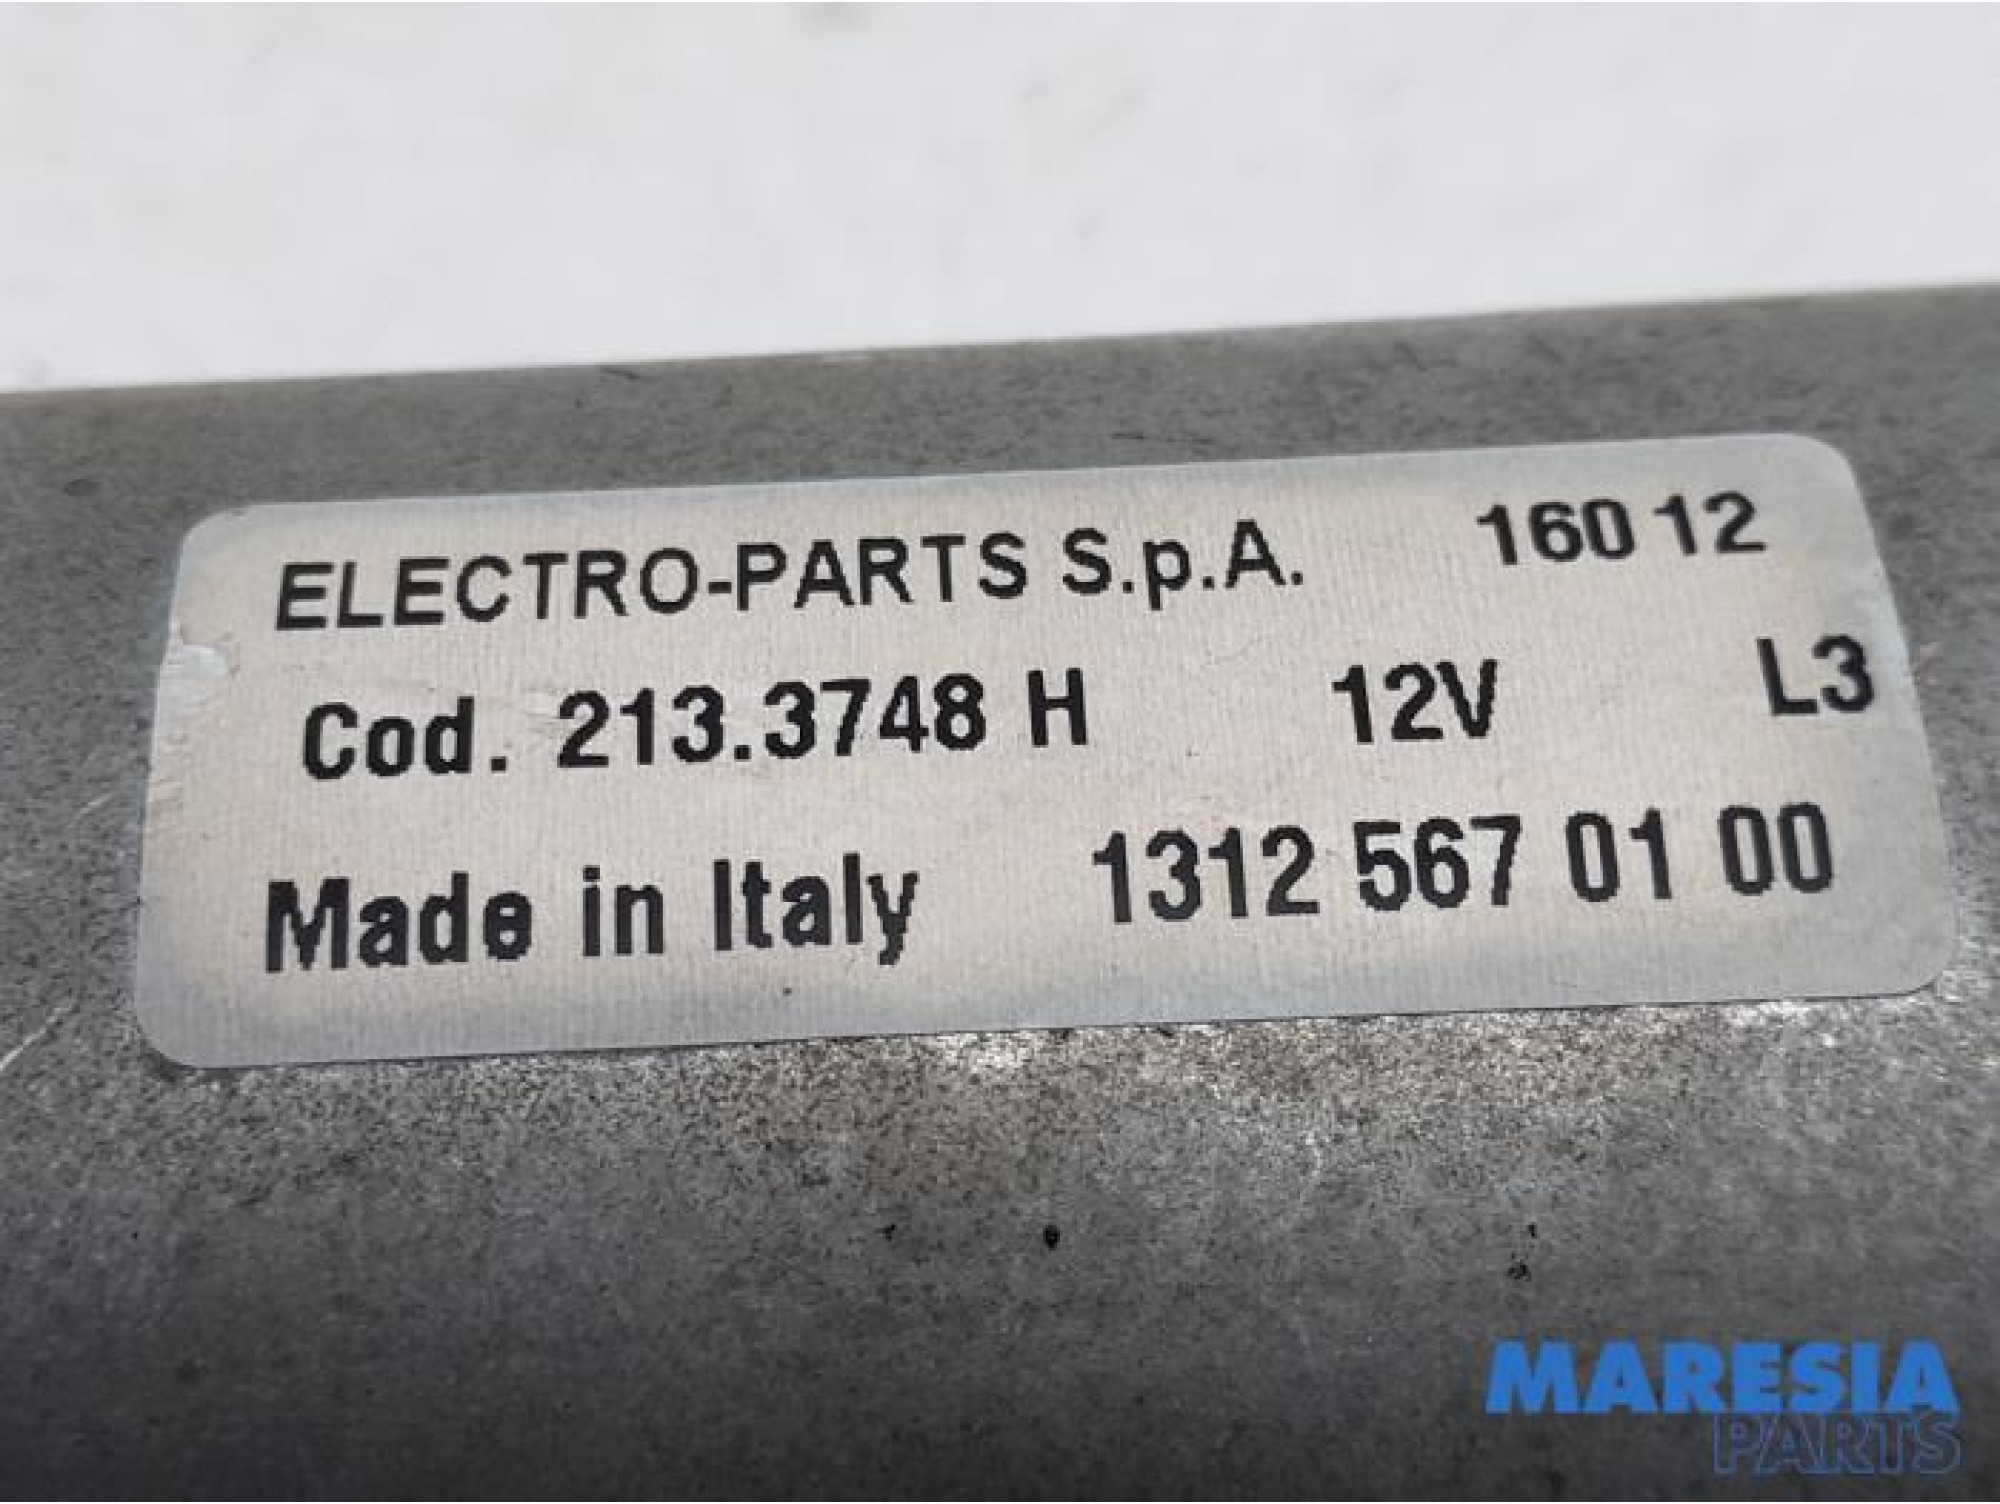 ELECTRO-PARTS S.p.A. 160 12
Cod. 213.3748 H 12V L3
Made in Italy 1312 567 01 00
MARESIA
PARTS